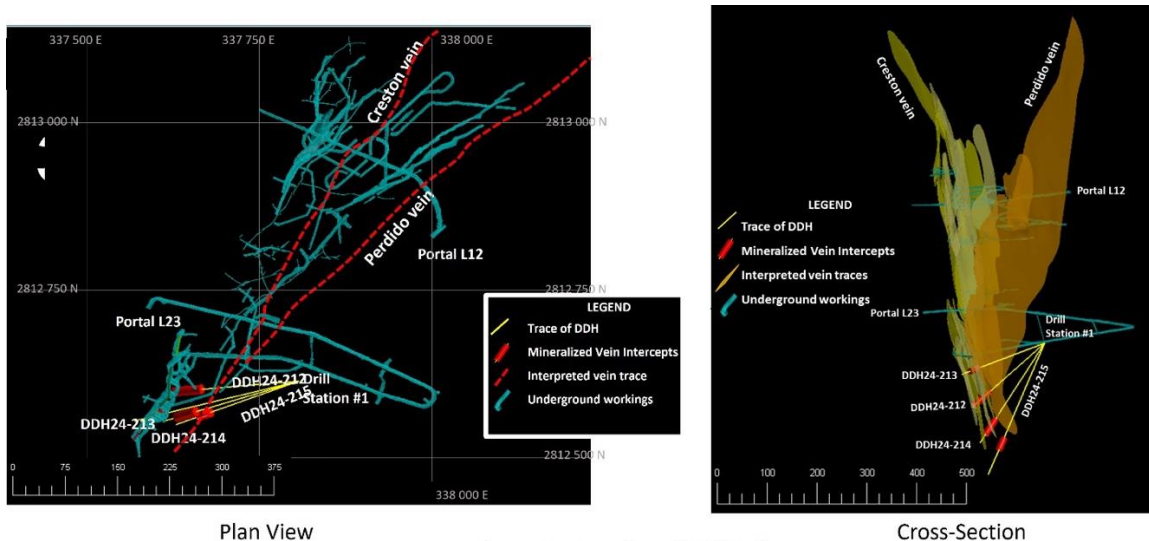 337 500 E
337 750 E
338 000 E
Creston vein
2813 000 N
2813 000 N
Perdido vein
Portal L12
2812 750 N
2812 750 N
Portal L23
DDH24-212
Drill
Station #1
DDH24-215
DDH24-213
DDH24-214
2812 500 N
338 000 E
0 75 160 225 300 375
LEGEND
Trace of DDH
Mineralized Vein Intercepts
Interpreted vein trace
Underground workings
Plan View
Creston vein
Perdido vein
Portal L12
LEGEND
Trace of DDH
Mineralized Vein Intercepts
Interpreted vein traces
Underground workings
Portal L23
Drill
Station #1
DDH24-213
DDH24-212
DDH24-215
DDH24-214
0 100 200 300 400 500
Cross-Section